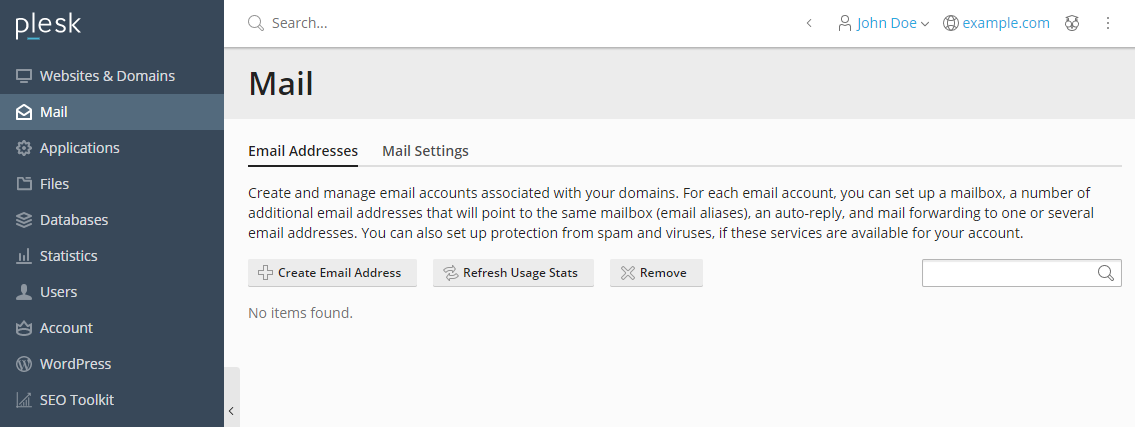 plesk
Search...
John Doe
example.com
Websites & Domains
Mail
Applications
Files
Databases
Statistics
Users
Account
WordPress
SEO Toolkit
Mail
Email Addresses
Mail Settings
Create and manage email accounts associated with your domains. For each email account, you can set up a mailbox, a number of
additional email addresses that will point to the same mailbox (email aliases), an auto-reply, and mail forwarding to one or several
email addresses. You can also set up protection from spam and viruses, if these services are available for your account.
Create Email Address
Refresh Usage Stats
Remove
No items found.